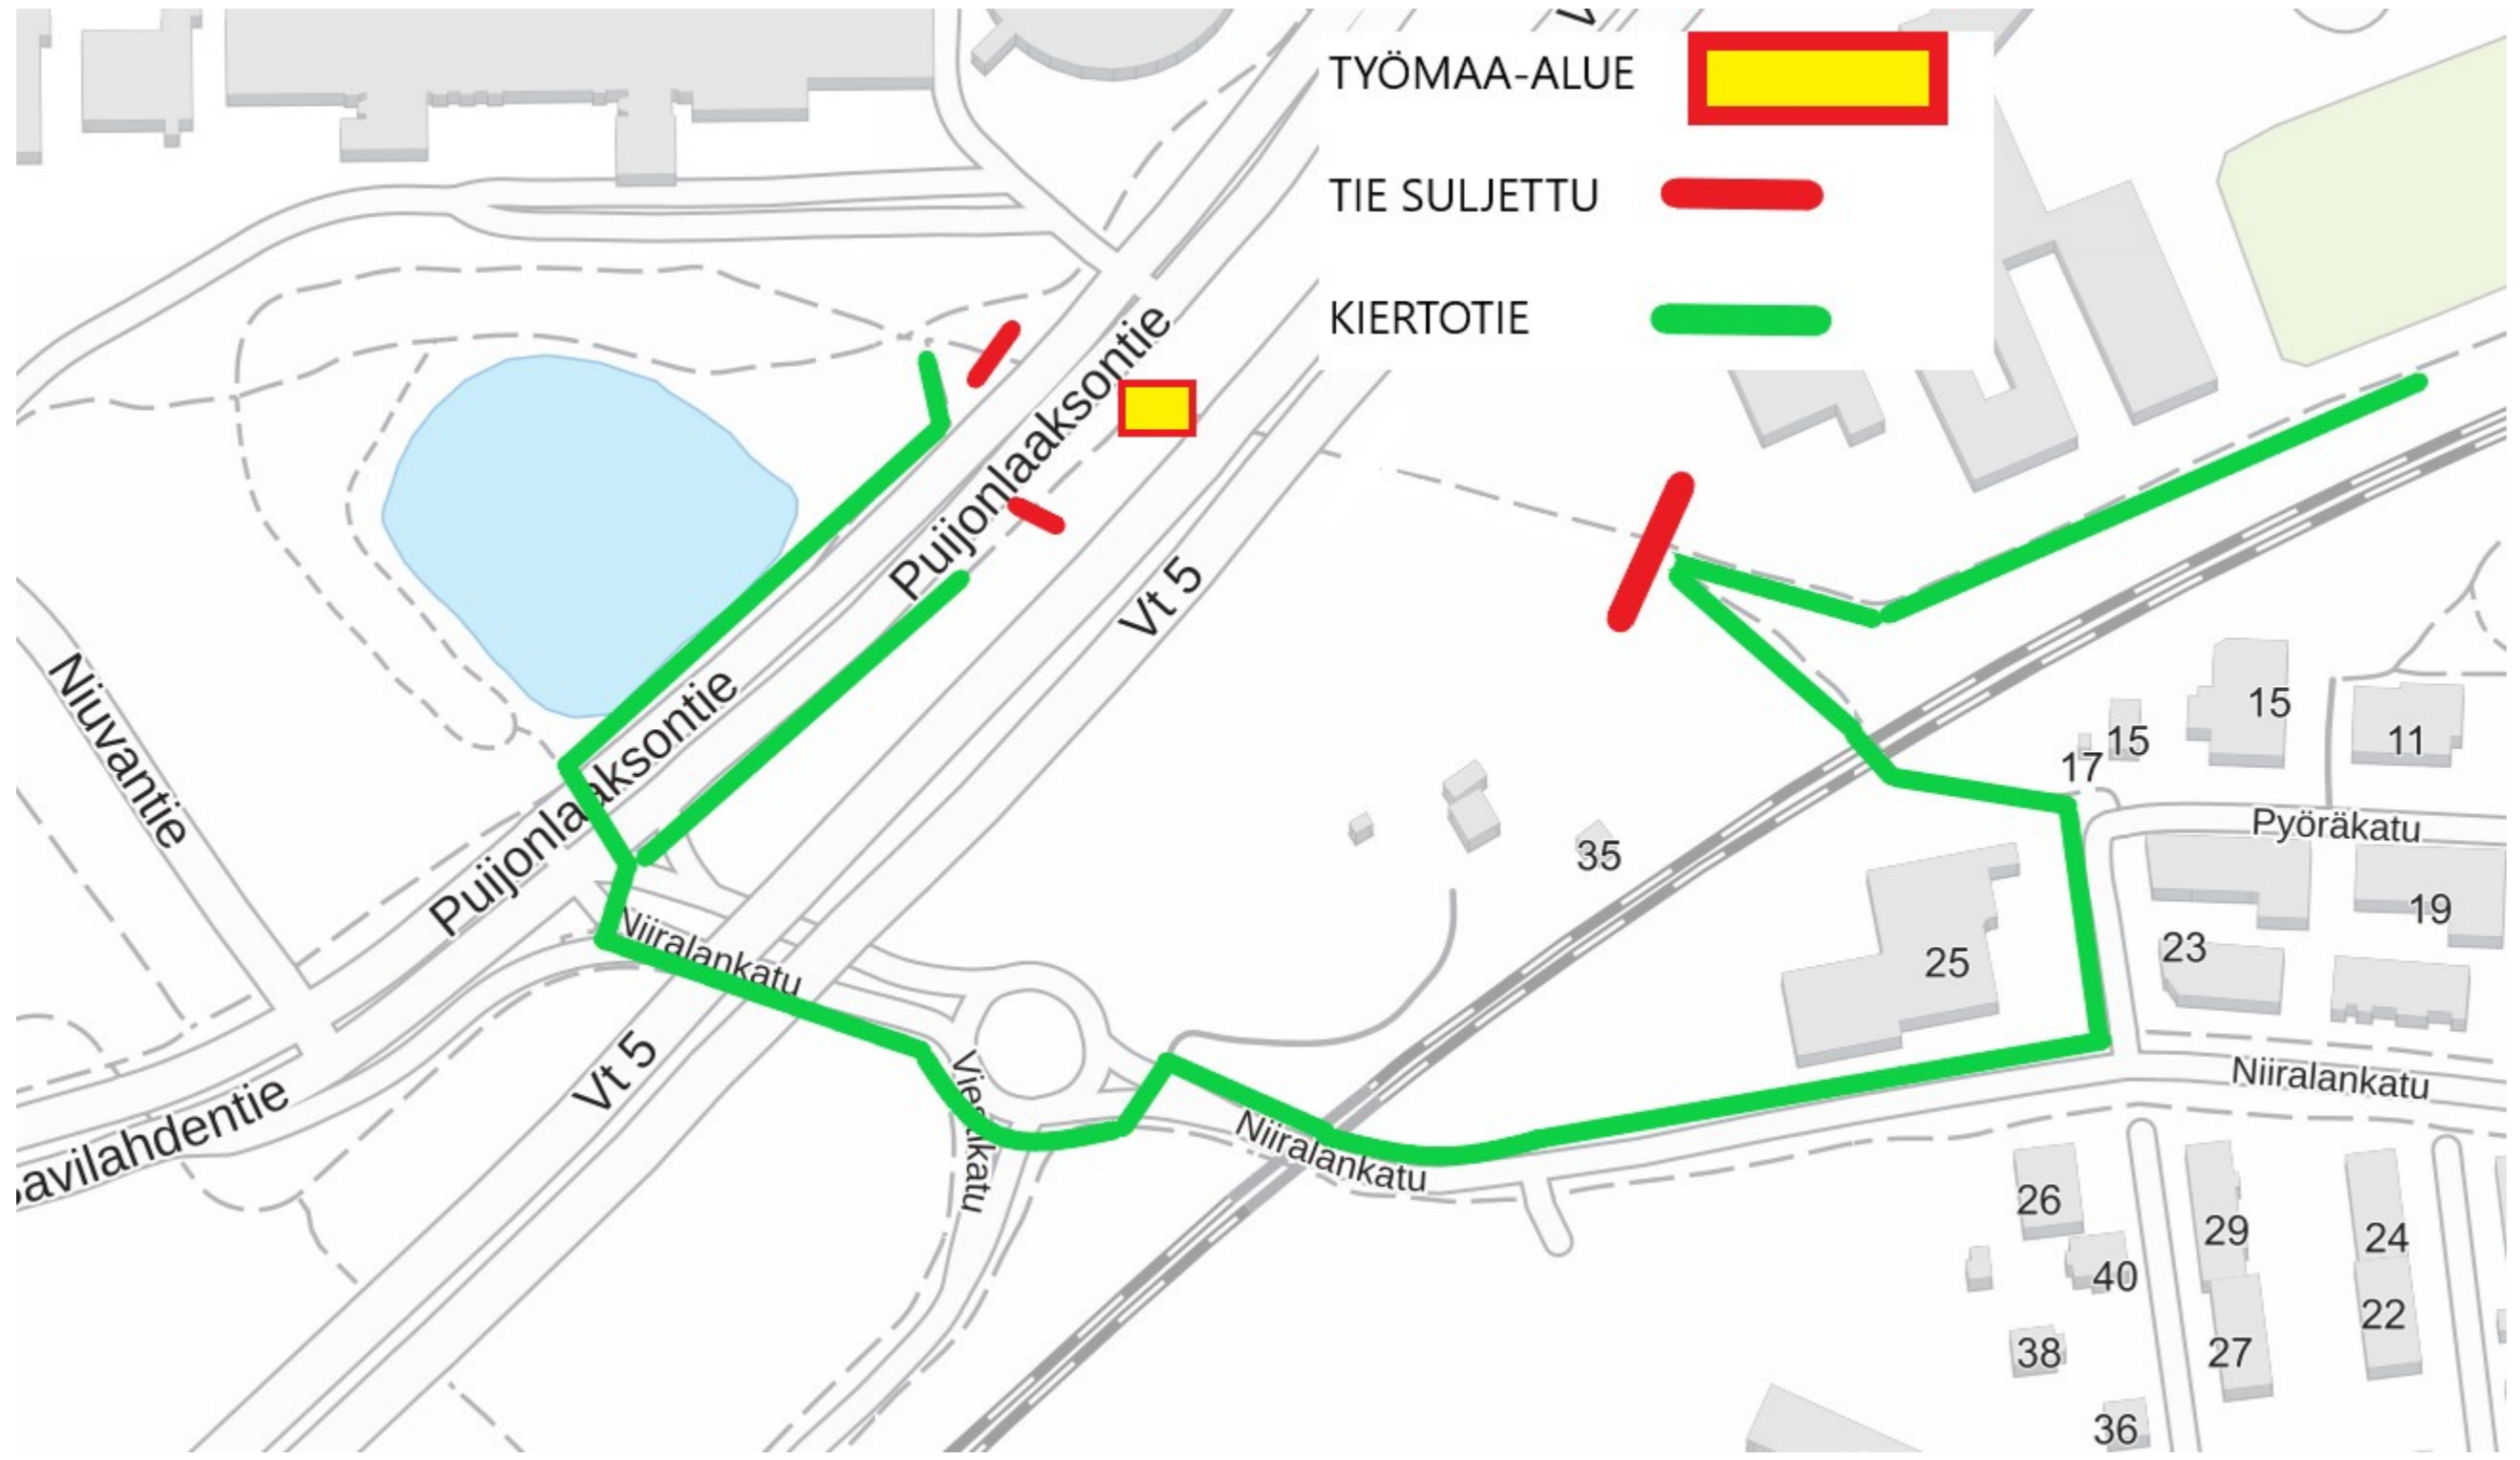 TYÖMAA-ALUE
TIE SULJETTU
KIERTOTIE
Puijonlaaksontie
Vt 5
Puijonlaaksontie
Niuvantie
15
15
11
17
Pyöräkatu
35
Niiralankatu
19
23
25
Vt 5
Niiralankatu
Savilahdentie
Niiralankatu
26
29
24
40
22
38
27
36